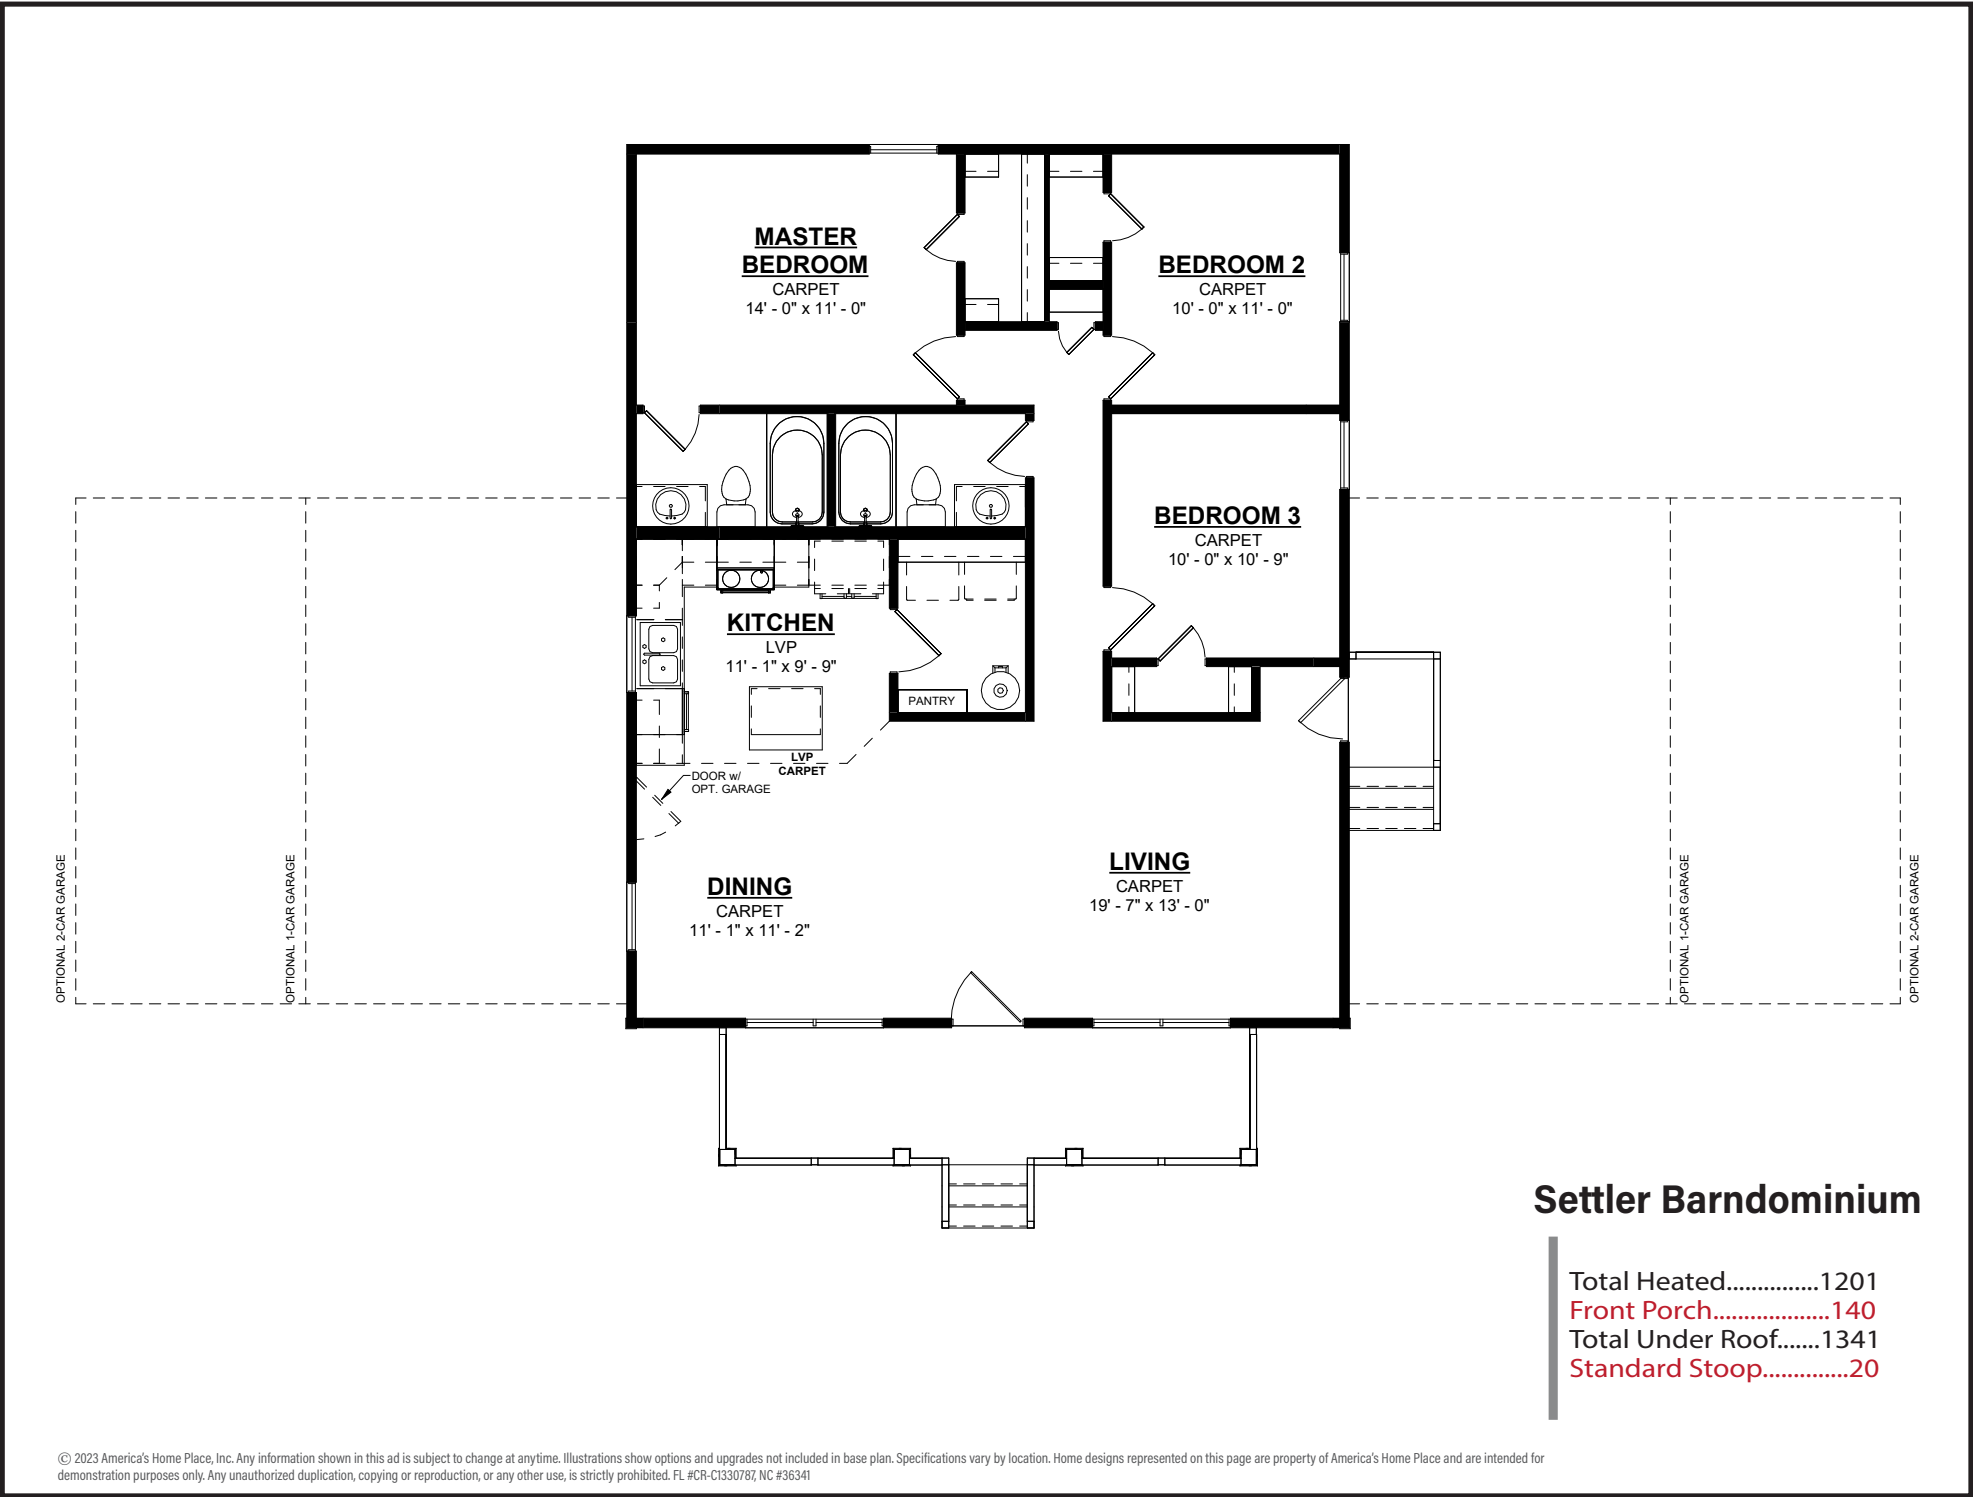 MASTER
BEDROOM
CARPET
14' - 0" x 11' - 0"
BEDROOM 2
CARPET
10' - 0" x 11' - 0"
BEDROOM 3
CARPET
10' - 0" x 10' - 9"
KITCHEN
LVP
11' - 1" x 9' - 9"
PANTRY
LVP
CARPET
DOOR w/
OPT. GARAGE
DINING
CARPET
11' - 1" x 11' - 2"
LIVING
CARPET
19' - 7" x 13' - 0"
OPTIONAL 2-CAR GARAGE
OPTIONAL 1-CAR GARAGE
OPTIONAL 1-CAR GARAGE
OPTIONAL 2-CAR GARAGE
Settler Barndominium
Total Heated...............1201
Front Porch...................140
Total Under Roof.......1341
Standard Stoop..............20
© 2023 America's Home Place, Inc. Any information shown in this ad is subject to change at anytime. Illustrations show options and upgrades not included in base plan. Specifications vary by location. Home designs represented on this page are property of America's Home Place and are intended for
demonstration purposes only. Any unauthorized duplication, copying or reproduction, or any other use, is strictly prohibited. FL #CR-C1330787, NC #36341